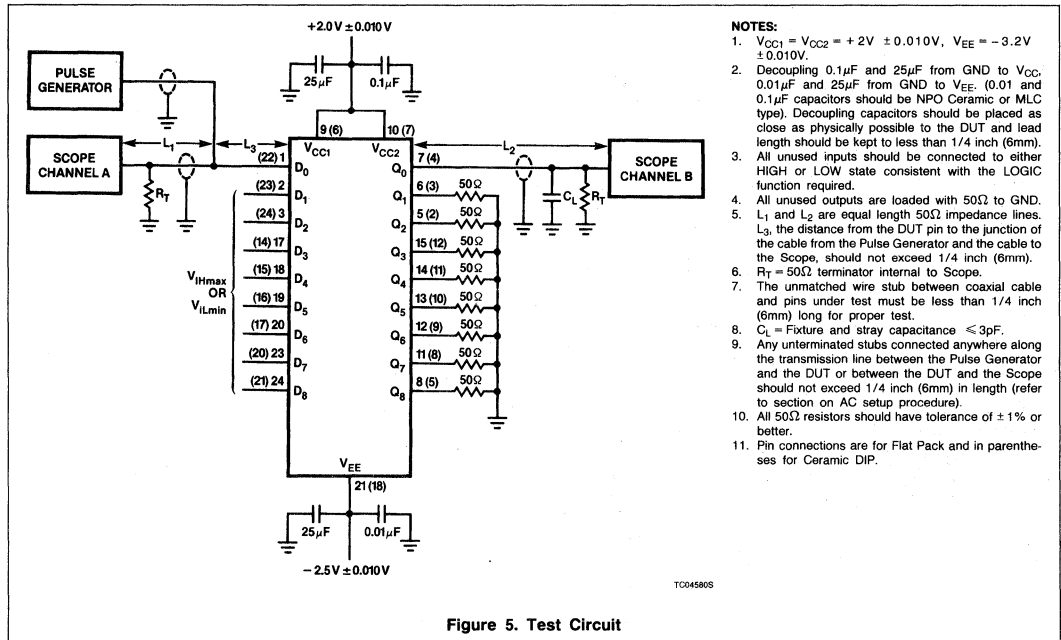 +2.0 V ± 0.010 V
PULSE
GENERATOR
25μF
0.1μF
SCOPE
CHANNEL A
L1
L3
RT
9 (6)
10 (7)
VCC1
VCC2
(22) 1
D0
(23) 2
D1
(24) 3
D2
(14) 17
D3
(15) 18
D4
(16) 19
D5
(17) 20
D6
(20) 23
D7
(21) 24
D8
VIHmax
OR
ViLmin
L2
7 (4)
Q0
6 (3)
Q1
50Ω
5 (2)
Q2
50Ω
15 (12)
Q3
50Ω
14 (11)
Q4
50Ω
13 (10)
Q5
50Ω
12 (9)
Q6
50Ω
11 (8)
Q7
50Ω
8 (5)
Q8
50Ω
CL
RT
SCOPE
CHANNEL B
VEE
21 (18)
25μF
0.01μF
−2.5 V ± 0.010 V
TC04580S
NOTES:
1. VCC1 = VCC2 = +2V ±0.010V, VEE = −3.2V
±0.010V.
2. Decoupling 0.1μF and 25μF from GND to VCC,
0.01μF and 25μF from GND to VEE. (0.01 and
0.1μF capacitors should be NPO Ceramic or MLC
type). Decoupling capacitors should be placed as
close as physically possible to the DUT and lead
length should be kept to less than 1/4 inch (6mm).
3. All unused inputs should be connected to either
HIGH or LOW state consistent with the LOGIC
function required.
4. All unused outputs are loaded with 50Ω to GND.
5. L1 and L2 are equal length 50Ω impedance lines.
L3, the distance from the DUT pin to the junction of
the cable from the Pulse Generator and the cable to
the Scope, should not exceed 1/4 inch (6mm).
6. RT = 50Ω terminator internal to Scope.
7. The unmatched wire stub between coaxial cable
and pins under test must be less than 1/4 inch
(6mm) long for proper test.
8. CL = Fixture and stray capacitance ≤ 3pF.
9. Any unterminated stubs connected anywhere along
the transmission line between the Pulse Generator
and the DUT or between the DUT and the Scope
should not exceed 1/4 inch (6mm) in length (refer
to section on AC setup procedure).
10. All 50Ω resistors should have tolerance of ±1% or
better.
11. Pin connections are for Flat Pack and in parenthe-
ses for Ceramic DIP.
Figure 5. Test Circuit